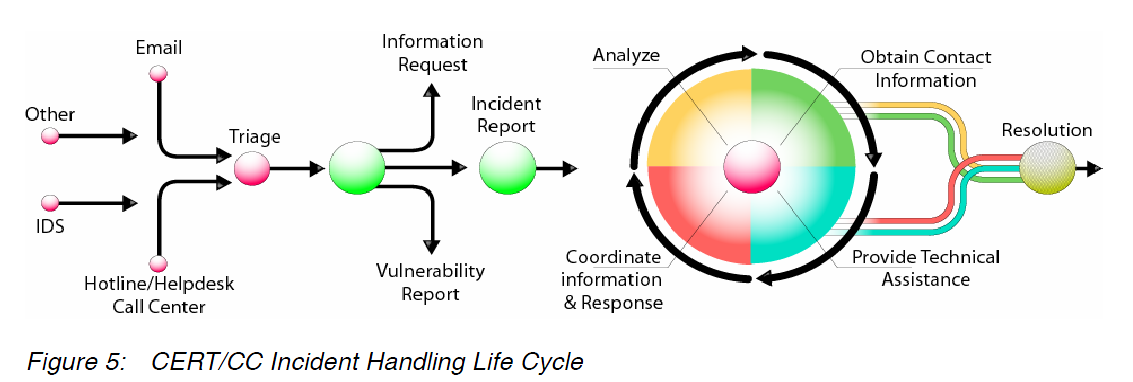 Email
Other
IDS
Hotline/Helpdesk
Call Center
Triage
Information
Request
Incident
Report
Vulnerability
Report
Analyze
Obtain Contact
Information
Coordinate
information
& Response
Provide Technical
Assistance
Resolution
Figure 5: CERT/CC Incident Handling Life Cycle